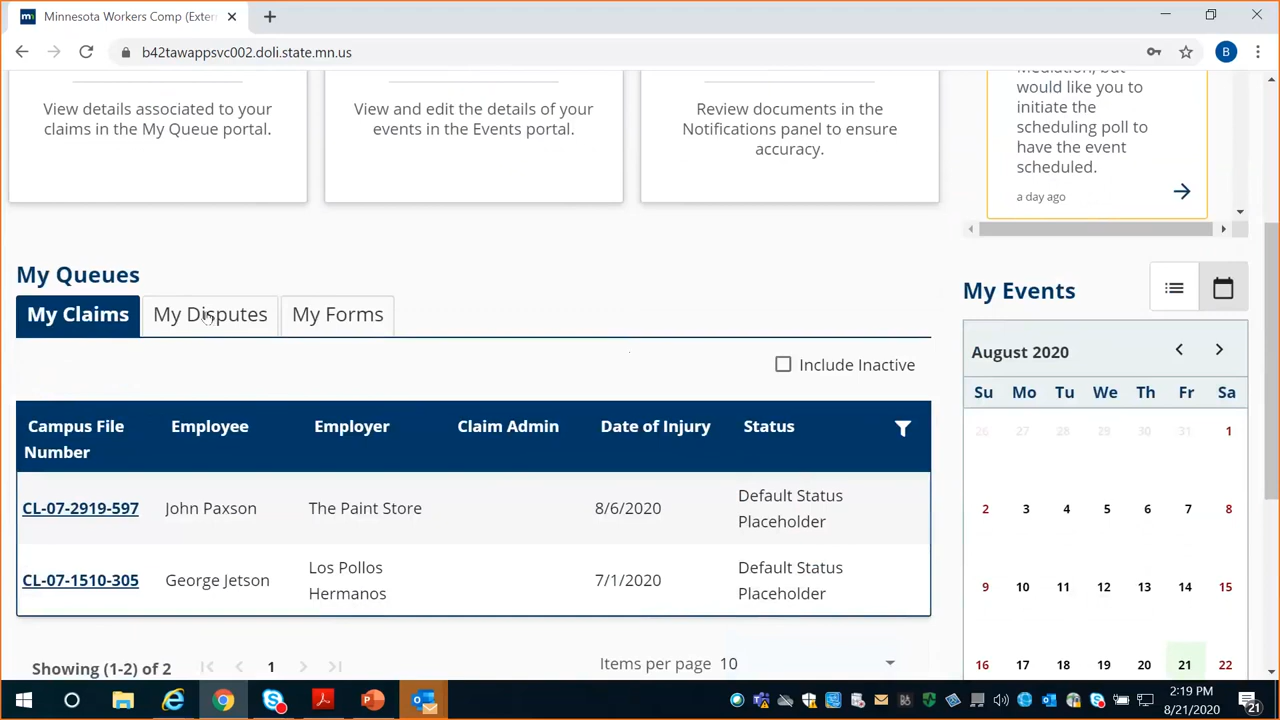 Minnesota Workers Comp (Exter
b42tawappsvc002.doli.state.mn.us
B
View details associated to your
claims in the My Queue portal.
View and edit the details of your
events in the Events portal.
Review documents in the
Notifications panel to ensure
accuracy.
Mediation, but
would like you to
initiate the
scheduling poll to
have the event
scheduled.
a day ago
My Queues
My Claims
My Disputes
My Forms
Include Inactive
Campus File
Number
Employee
Employer
Claim Admin
Date of Injury
Status
CL-07-2919-597
John Paxson
The Paint Store
8/6/2020
Default Status
Placeholder
CL-07-1510-305
George Jetson
Los Pollos
Hermanos
7/1/2020
Default Status
Placeholder
Showing (1-2) of 2
1
Items per page 10
My Events
August 2020
Su Mo Tu We Th Fr Sa
26 27 28 29 30 31 1
2 3 4 5 6 7 8
9 10 11 12 13 14 15
16 17 18 19 20 21 22
2:19 PM
8/21/2020
21